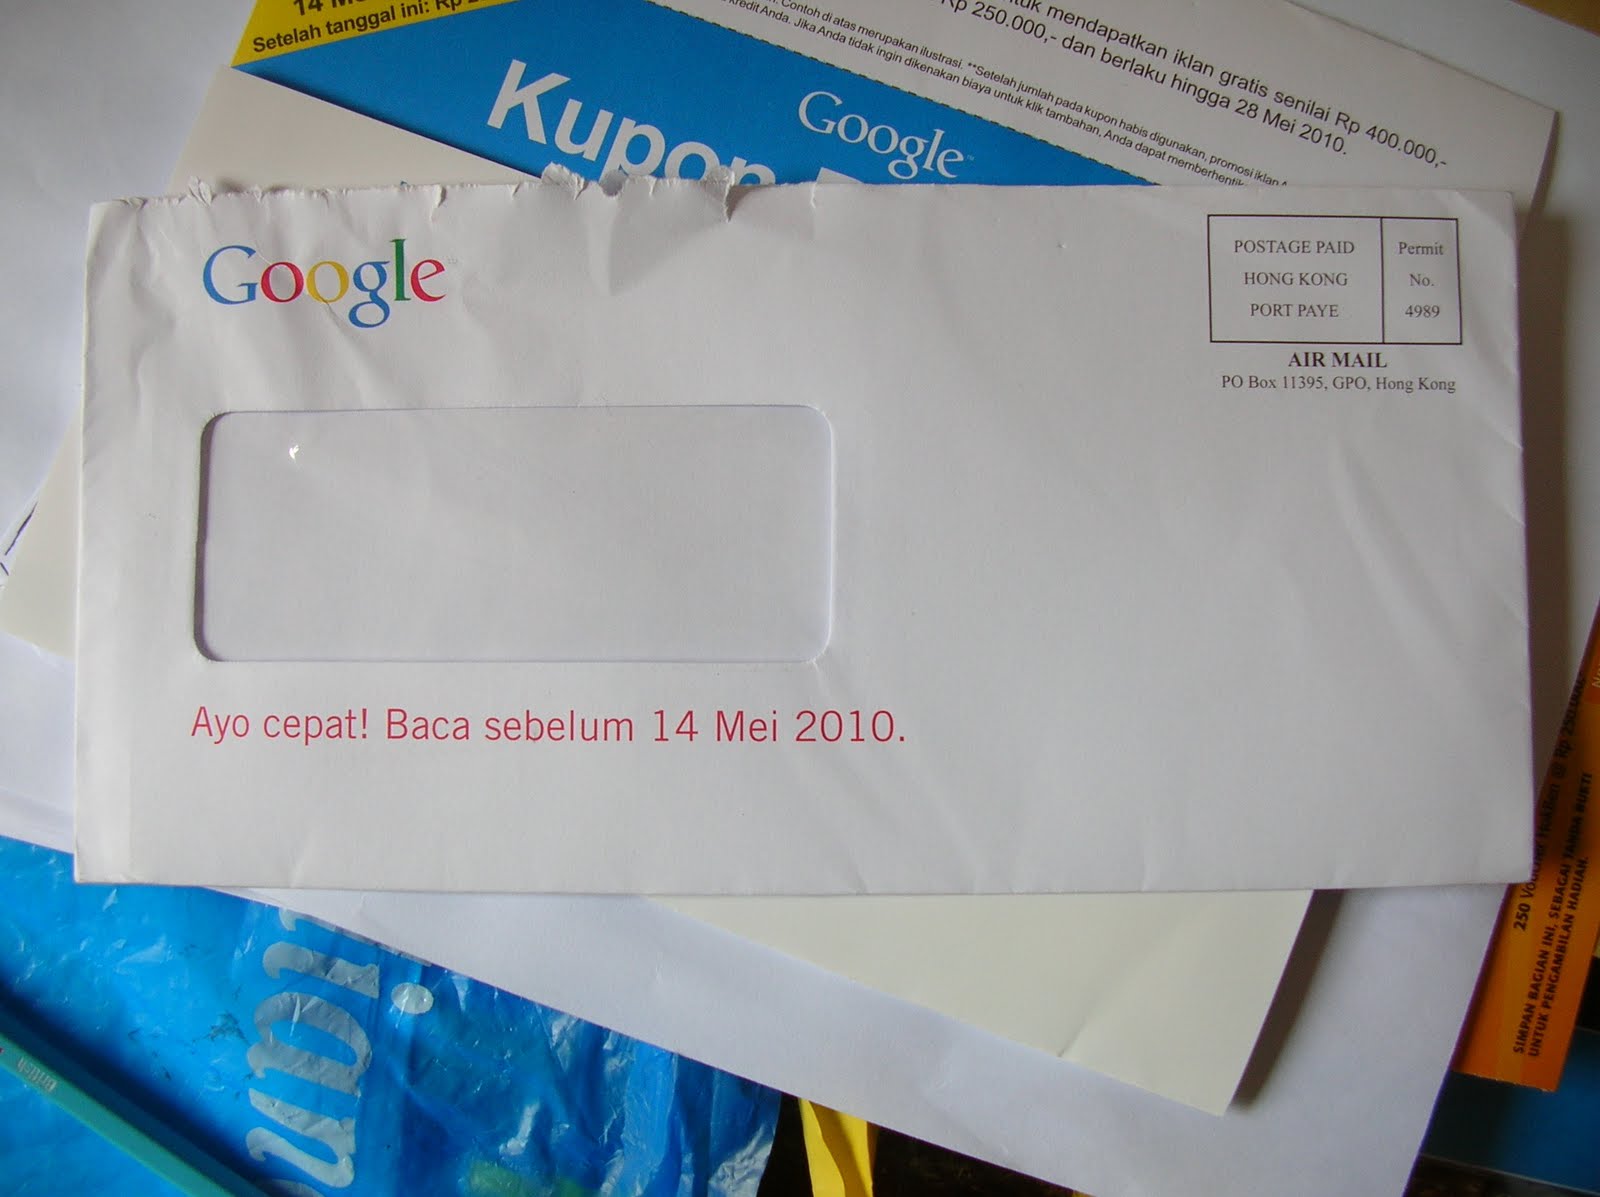 14
Setelah tanggal ini: Rp
Kupon
Google
untuk mendapatkan iklan gratis senilai Rp 400.000,-
Rp 250.000,- dan berlaku hingga 28 Mei 2010.
Contoh di atas merupakan ilustrasi. **Setelah jumlah pada kupon habis digunakan, promosi iklan
kredit Anda. Jika Anda tidak ingin dikenakan biaya untuk klik tambahan, Anda dapat
Google
POSTAGE PAID
HONG KONG
PORT PAYE
Permit
No.
4989
AIR MAIL
PO Box 11395, GPO, Hong Kong
Ayo cepat! Baca sebelum 14 Mei 2010.
250
SIMPAN BAGIAN INI, SEBAGAI TANDA BUKTI
UNTUK PENGAMBILAN HADIAH.